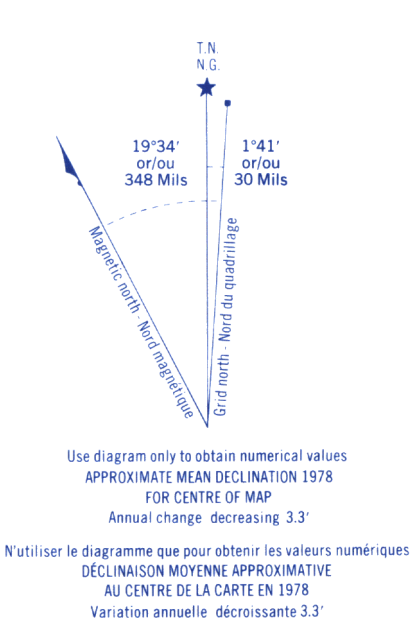 T.N.
N.G.
19°34′
or/ou
348 Mils
1°41′
or/ou
30 Mils
Magnetic north - Nord magnétique
Grid north - Nord du quadrillage
Use diagram only to obtain numerical values
APPROXIMATE MEAN DECLINATION 1978
FOR CENTRE OF MAP
Annual change decreasing 3.3′
N'utiliser le diagramme que pour obtenir les valeurs numériques
DÉCLINAISON MOYENNE APPROXIMATIVE
AU CENTRE DE LA CARTE EN 1978
Variation annuelle décroissante 3.3′